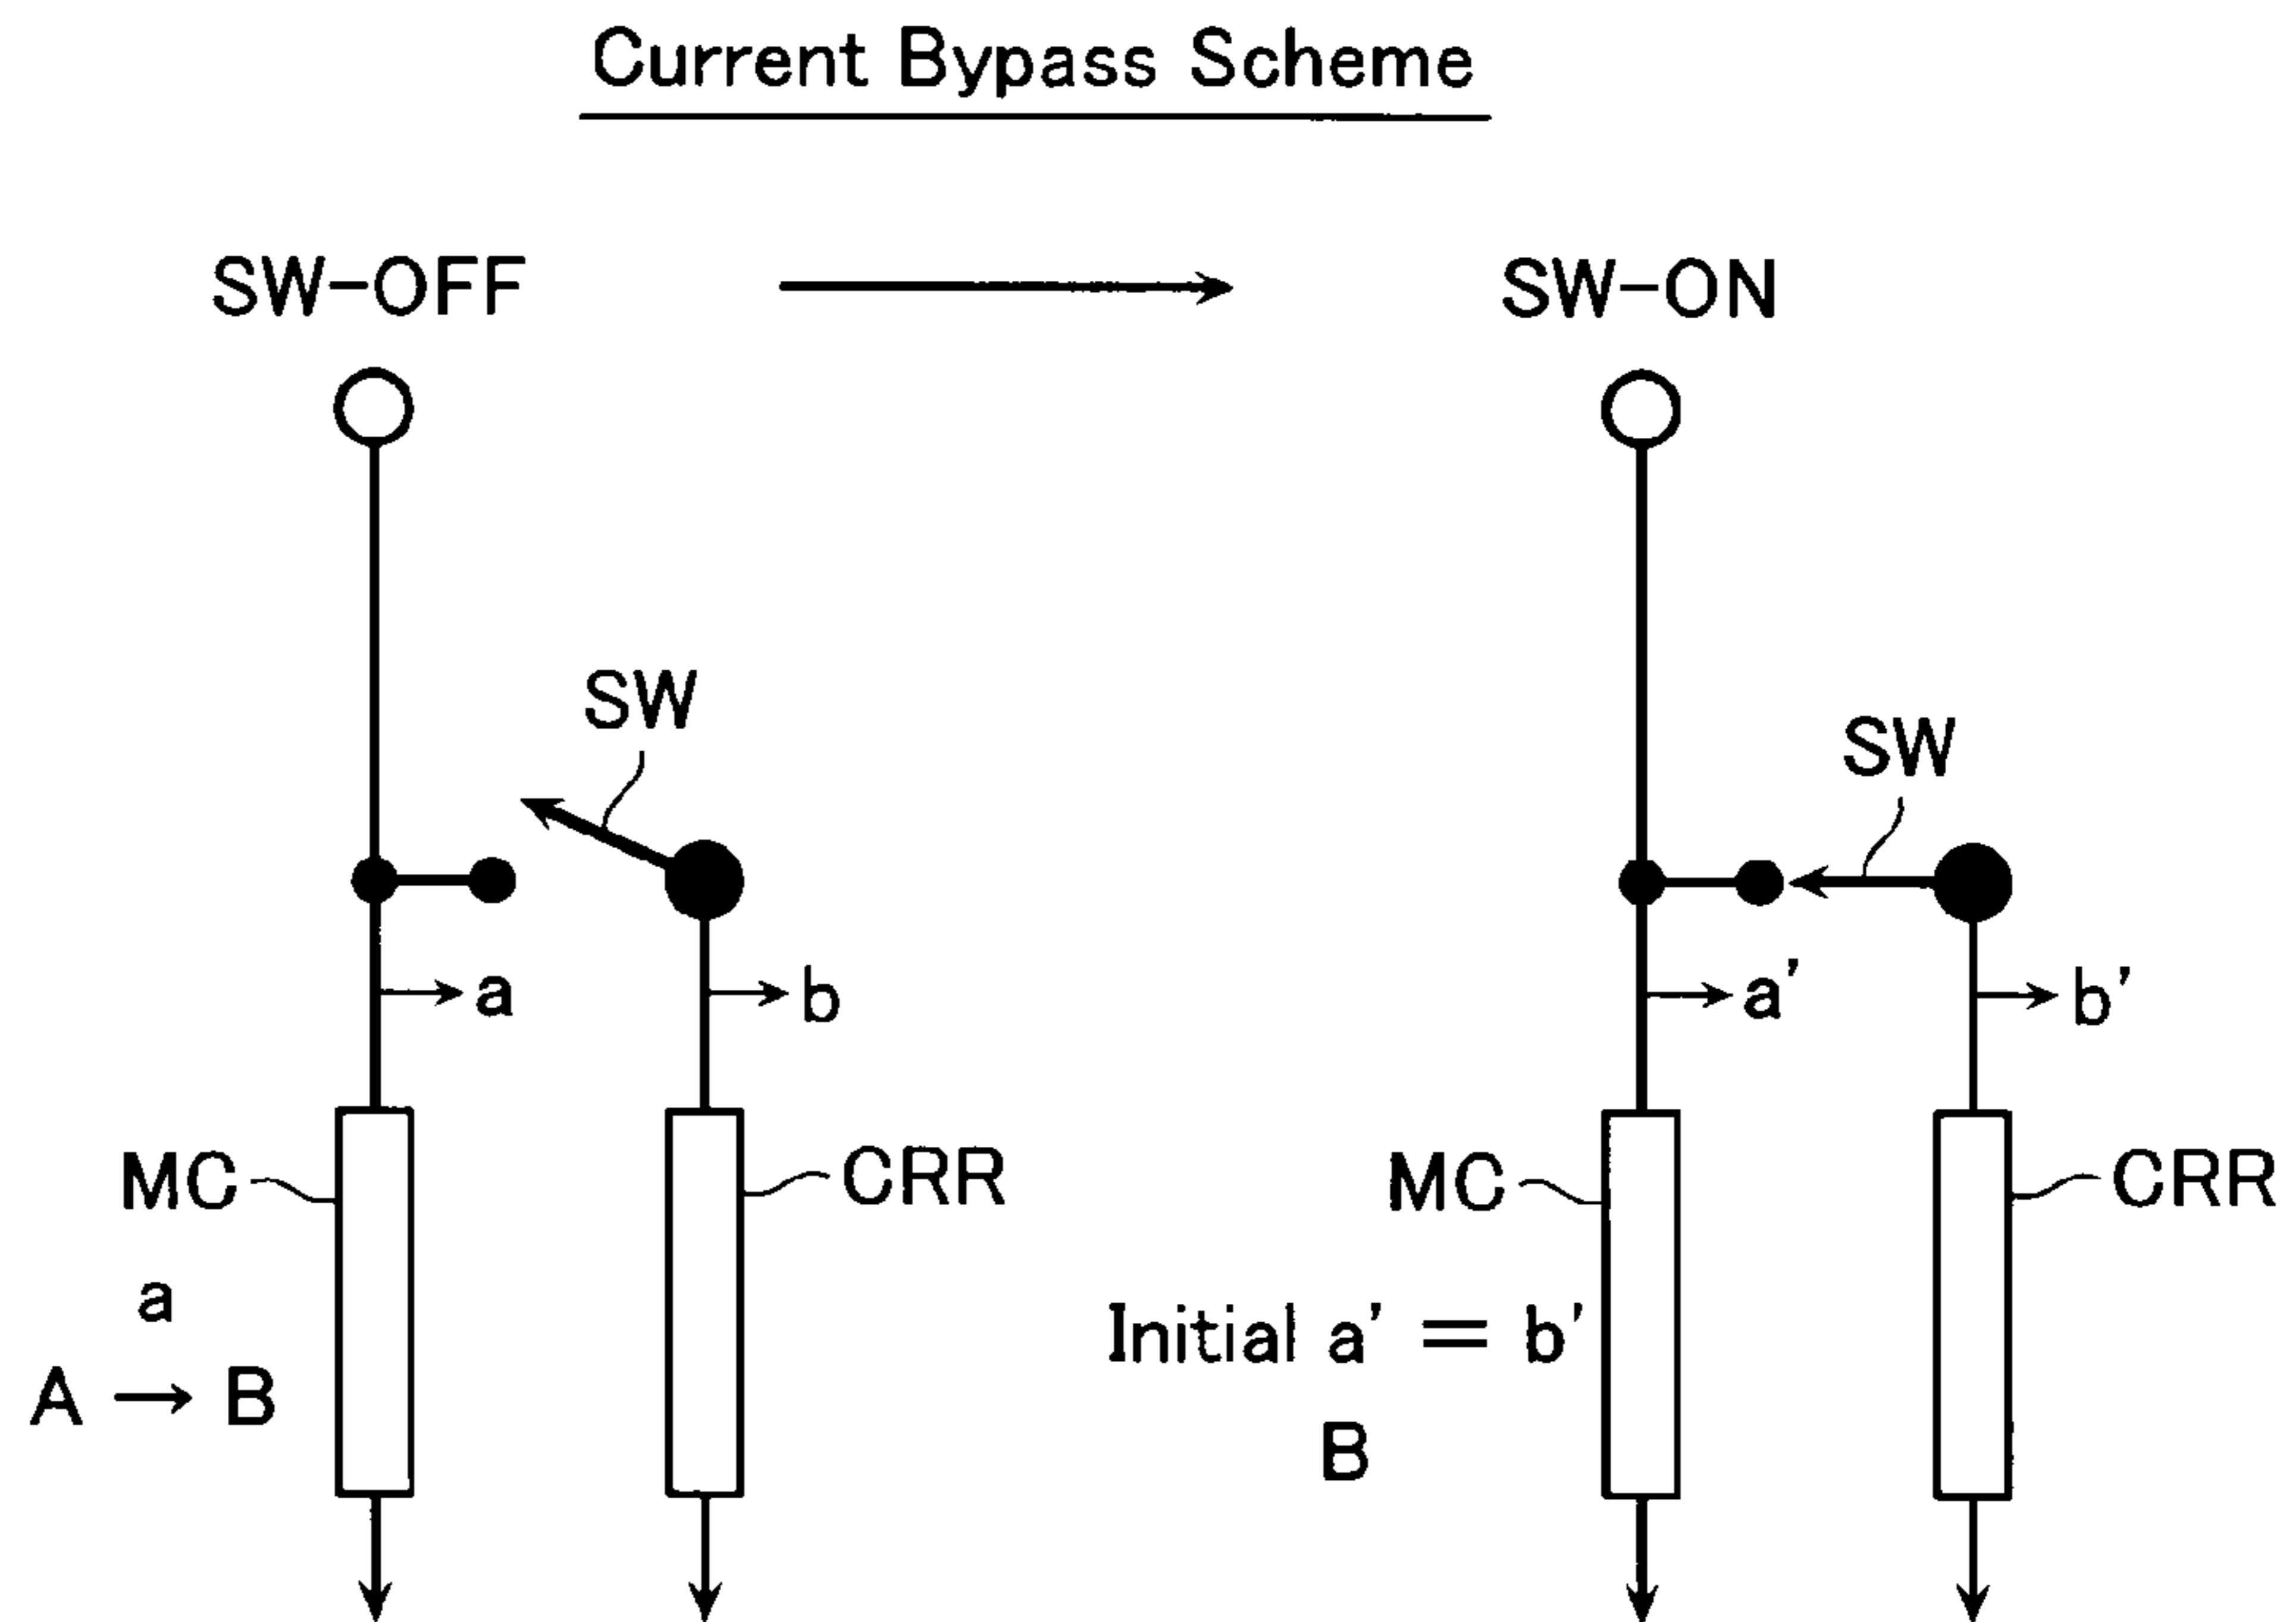 Current Bypass Scheme
SW-OFF
SW-ON
SW
SW
a
b
a'
b'
MC
CRR
MC
CRR
a
A → B
Initial a' = b'
B